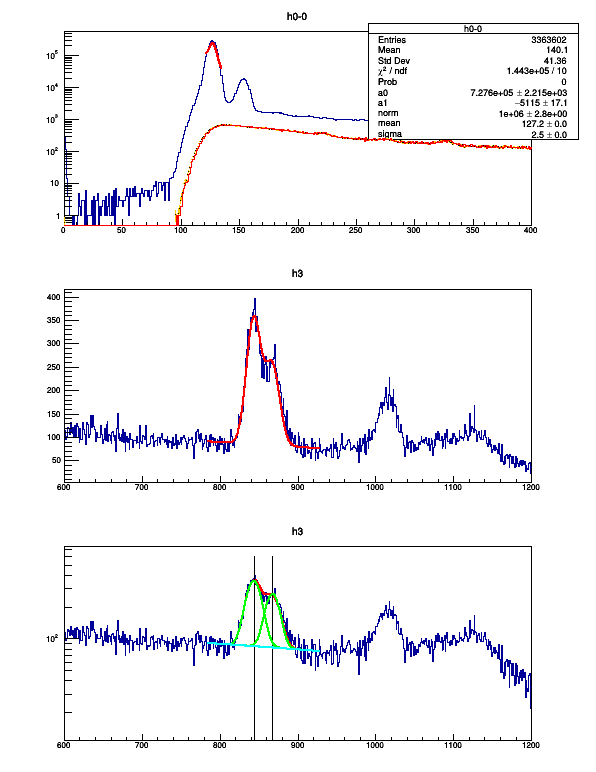 h0-0
h0-0
Entries 3363602
Mean 140.1
Std Dev 41.36
χ² / ndf 1.443e+05 / 10
Prob 0
a0 7.276e+05 ± 2.215e+03
a1 −5115 ± 17.1
norm 1e+06 ± 2.8e+00
mean 127.2 ± 0.0
sigma 2.5 ± 0.0
10⁵
10⁴
10³
10²
10
1
0 50 100 150 200 250 300 350 400
h3
400
350
300
250
200
150
100
50
600 700 800 900 1000 1100 1200
h3
10²
600 700 800 900 1000 1100 1200